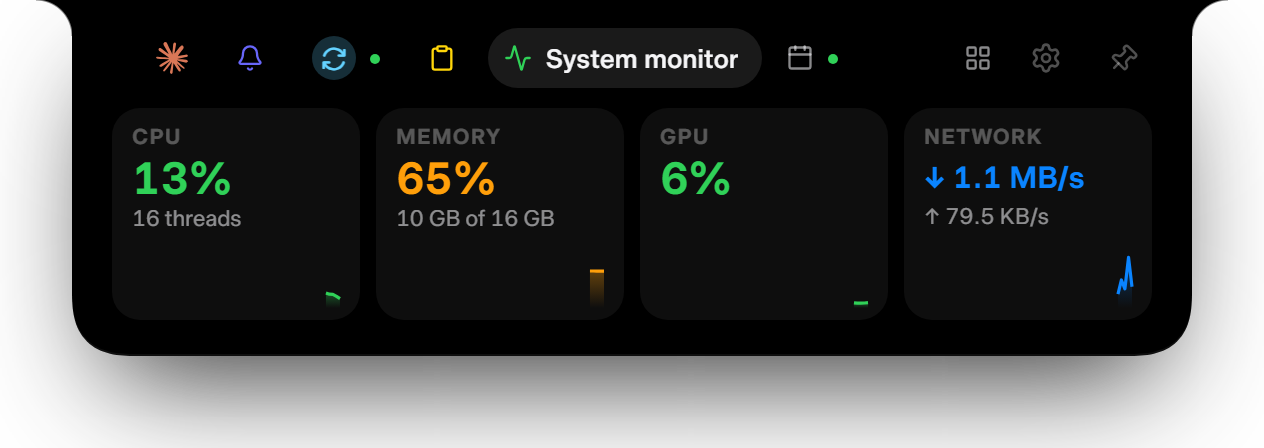 System monitor
CPU
13%
16 threads
MEMORY
65%
10 GB of 16 GB
GPU
6%
NETWORK
↓ 1.1 MB/s
↑ 79.5 KB/s